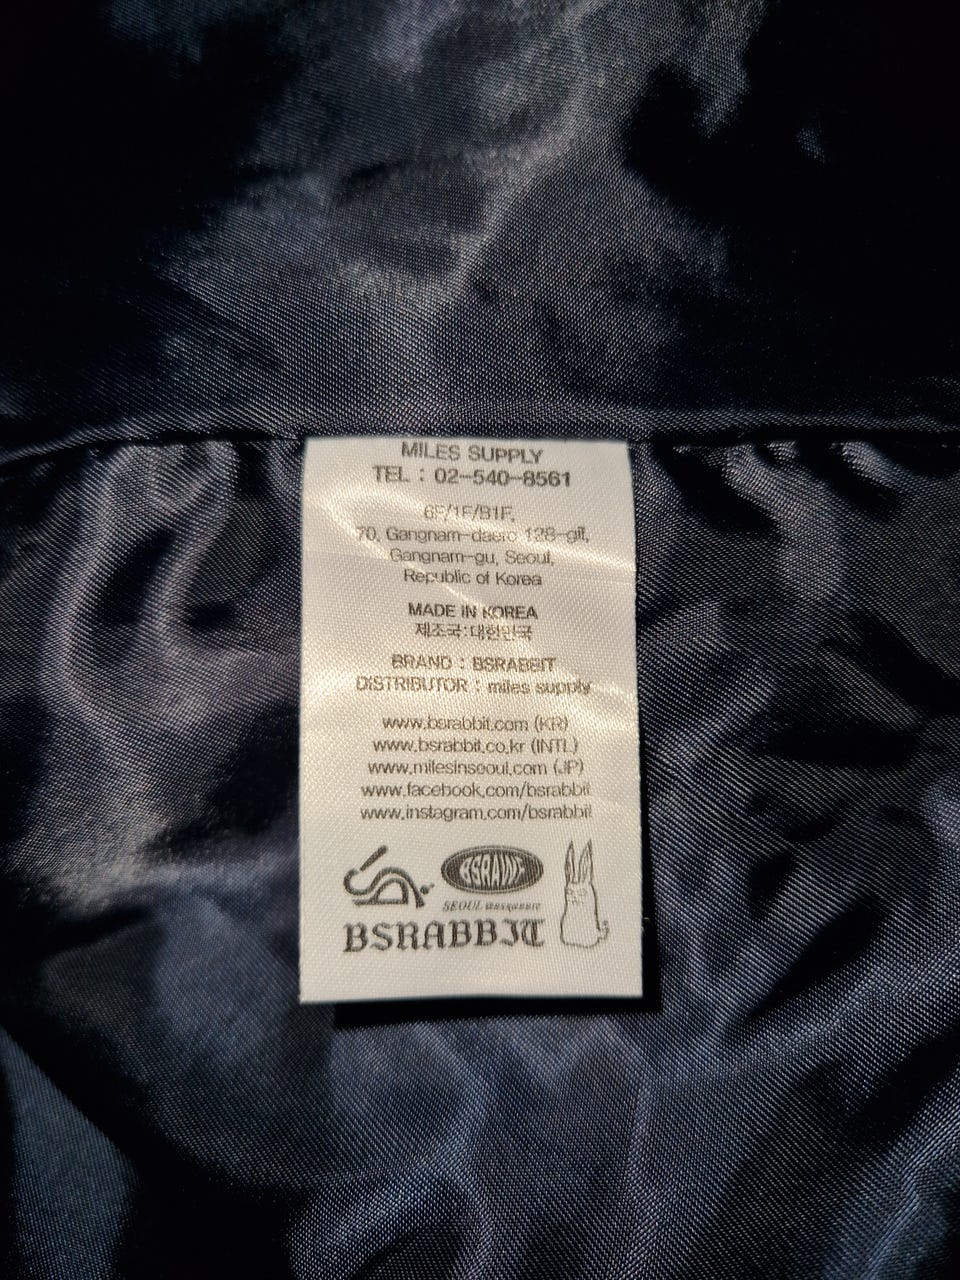 MILES SUPPLY
TEL : 02-540-8561
6F/1F/B1F,
70, Gangnam-daero 128-gil,
Gangnam-gu, Seoul,
Republic of Korea
MADE IN KOREA
제조국:대한민국
BRAND : BSRABBIT
DISTRIBUTOR : miles supply
www.bsrabbit.com (KR)
www.bsrabbit.co.kr (INTL)
www.milesinseoul.com (JP)
www.facebook.com/bsrabbit
www.instagram.com/bsrabbit
BSRAWF
SEOUL
BSRABBIT